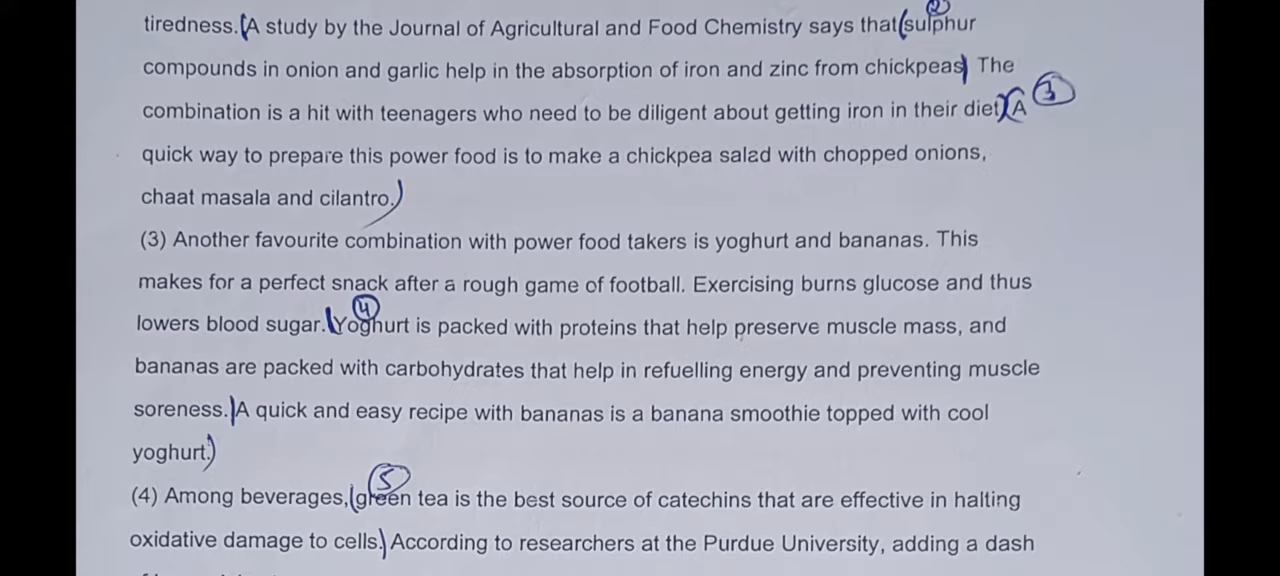 tiredness. (A study by the Journal of Agricultural and Food Chemistry says that (sulphur
compounds in onion and garlic help in the absorption of iron and zinc from chickpeas) The
combination is a hit with teenagers who need to be diligent about getting iron in their diet) (A
quick way to prepare this power food is to make a chickpea salad with chopped onions,
chaat masala and cilantro.)
(3) Another favourite combination with power food takers is yoghurt and bananas. This
makes for a perfect snack after a rough game of football. Exercising burns glucose and thus
lowers blood sugar. (Yoghurt is packed with proteins that help preserve muscle mass, and
bananas are packed with carbohydrates that help in refuelling energy and preventing muscle
soreness.) A quick and easy recipe with bananas is a banana smoothie topped with cool
yoghurt.)
(4) Among beverages, (green tea is the best source of catechins that are effective in halting
oxidative damage to cells.) According to researchers at the Purdue University, adding a dash
2
3
4
5